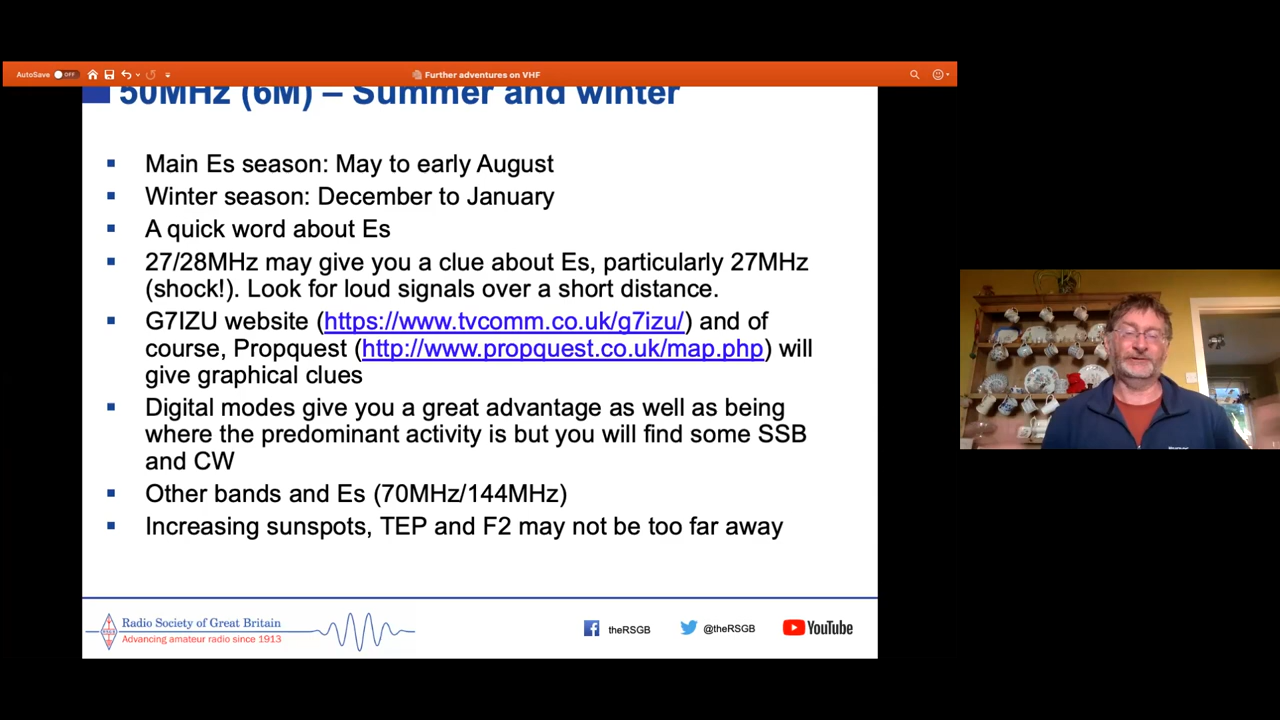 AutoSave OFF Further adventures on VHF
50MHz (6M) – Summer and winter
▪ Main Es season: May to early August
▪ Winter season: December to January
▪ A quick word about Es
▪ 27/28MHz may give you a clue about Es, particularly 27MHz
(shock!). Look for loud signals over a short distance.
▪ G7IZU website (https://www.tvcomm.co.uk/g7izu/) and of
course, Propquest (http://www.propquest.co.uk/map.php) will
give graphical clues
▪ Digital modes give you a great advantage as well as being
where the predominant activity is but you will find some SSB
and CW
▪ Other bands and Es (70MHz/144MHz)
▪ Increasing sunspots, TEP and F2 may not be too far away
Radio Society of Great Britain
Advancing amateur radio since 1913
theRSGB @theRSGB YouTube